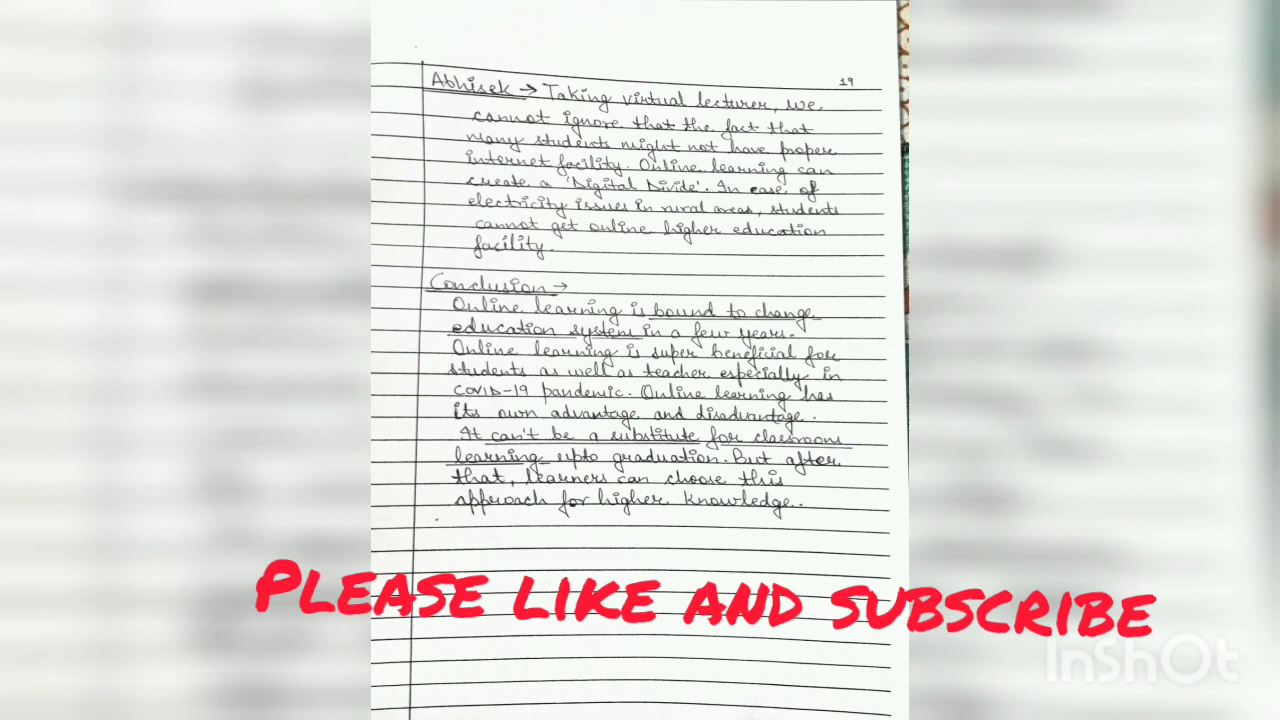 19
Abhisek → Taking virtual lecturer, we
cannot ignore that the fact that
many students might not have proper
internet facility. Online learning can
create a 'Digital Divide'. In case of
electricity issues in rural areas, students
cannot get online higher education
facility.
Conclusion →
Online learning is bound to change
education system in a few years.
Online learning is super beneficial for
students as well as teacher especially in
COVID-19 pandemic. Online learning has
its own advantage and disadvantage.
It can't be a substitute for classroom
learning upto graduation. But after
that, learners can choose this
approach for higher knowledge.
PLEASE LIKE AND SUBSCRIBE
InShOt